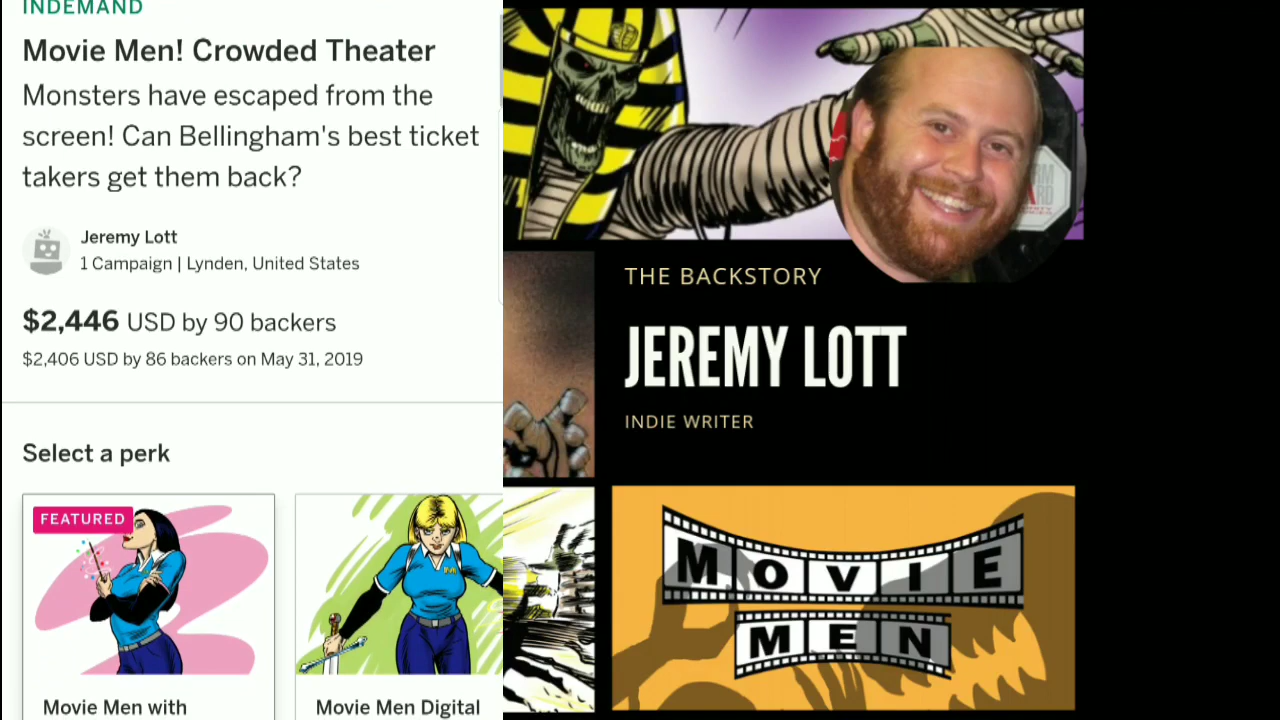 INDEMAND
Movie Men! Crowded Theater
Monsters have escaped from the
screen! Can Bellingham's best ticket
takers get them back?
Jeremy Lott
1 Campaign | Lynden, United States
$2,446 USD by 90 backers
$2,406 USD by 86 backers on May 31, 2019
Select a perk
FEATURED
Movie Men with
Movie Men Digital
THE BACKSTORY
JEREMY LOTT
INDIE WRITER
MOVIE
MEN